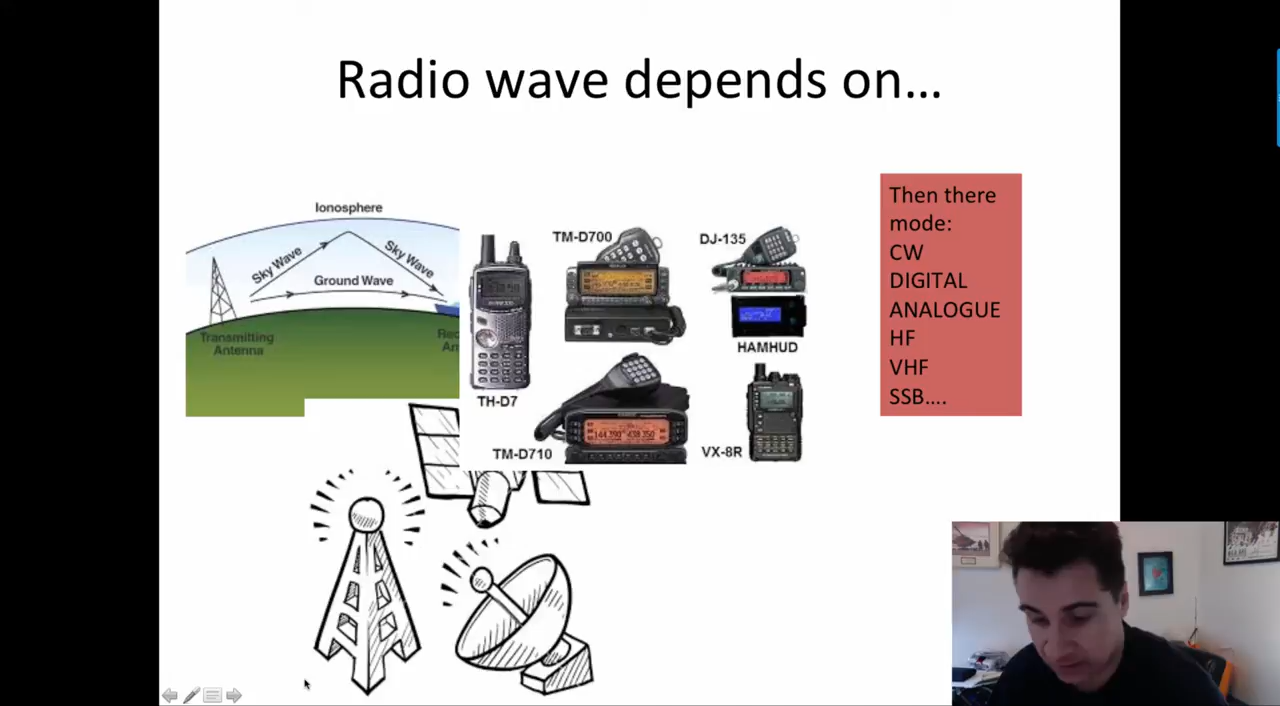 Radio wave depends on...
Ionosphere
Sky Wave
Sky Wave
Ground Wave
Transmitting
Antenna
TM-D700
DJ-135
HAMHUD
TH-D7
TM-D710
VX-8R
Then there
mode:
CW
DIGITAL
ANALOGUE
HF
VHF
SSB....